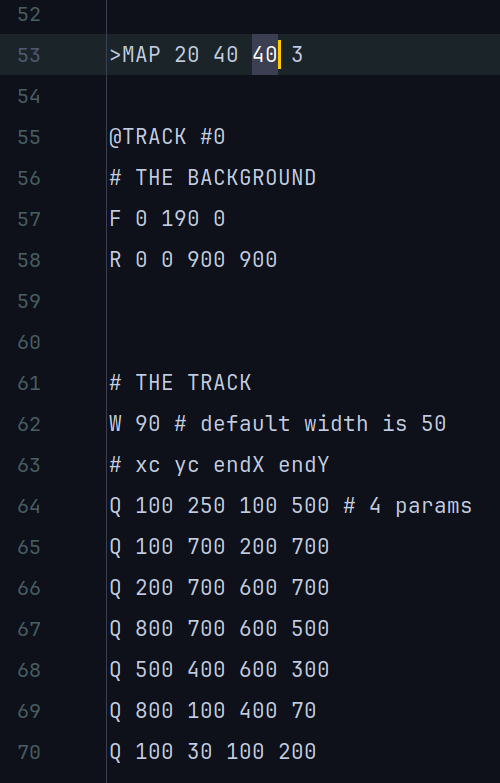 52
53 >MAP 20 40 40 3
54
55 @TRACK #0
56 # THE BACKGROUND
57 F 0 190 0
58 R 0 0 900 900
59
60
61 # THE TRACK
62 W 90 # default width is 50
63 # xc yc endX endY
64 Q 100 250 100 500 # 4 params
65 Q 100 700 200 700
66 Q 200 700 600 700
67 Q 800 700 600 500
68 Q 500 400 600 300
69 Q 800 100 400 70
70 Q 100 30 100 200